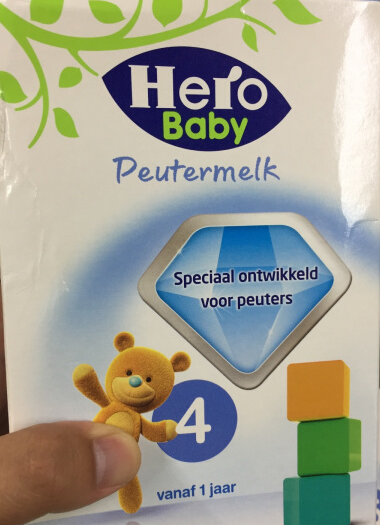 Hero
Baby
Peutermelk
Speciaal ontwikkeld
voor peuters
4
vanaf 1 jaar